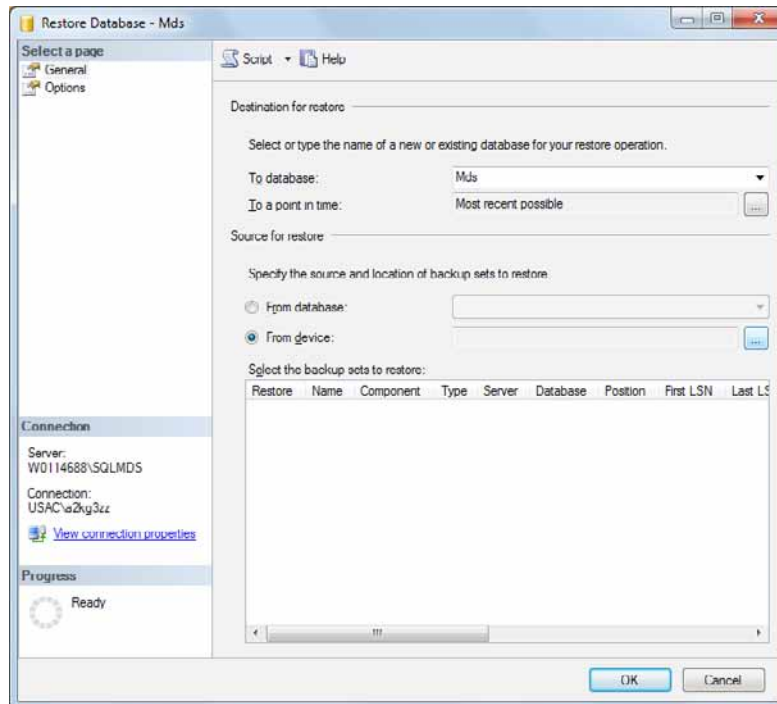 Restore Database - Mds
Select a page
General
Options
Script Help
Destination for restore
Select or type the name of a new or existing database for your restore operation.
To database: Mds
To a point in time: Most recent possible ...
Source for restore
Specify the source and location of backup sets to restore
From database:
From device: ...
Select the backup sets to restore:
Restore Name Component Type Server Database Position First LSN Last LS
Connection
Server:
W0114688\SQLMDS
Connection:
USAC\a2kg3zz
View connection properties
Progress
Ready
OK Cancel